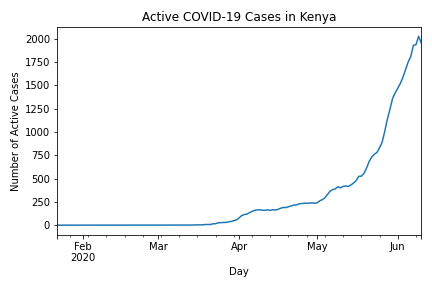 Active COVID-19 Cases in Kenya
Number of Active Cases
2000
1750
1500
1250
1000
750
500
250
0
Feb Mar Apr May Jun
2020
Day